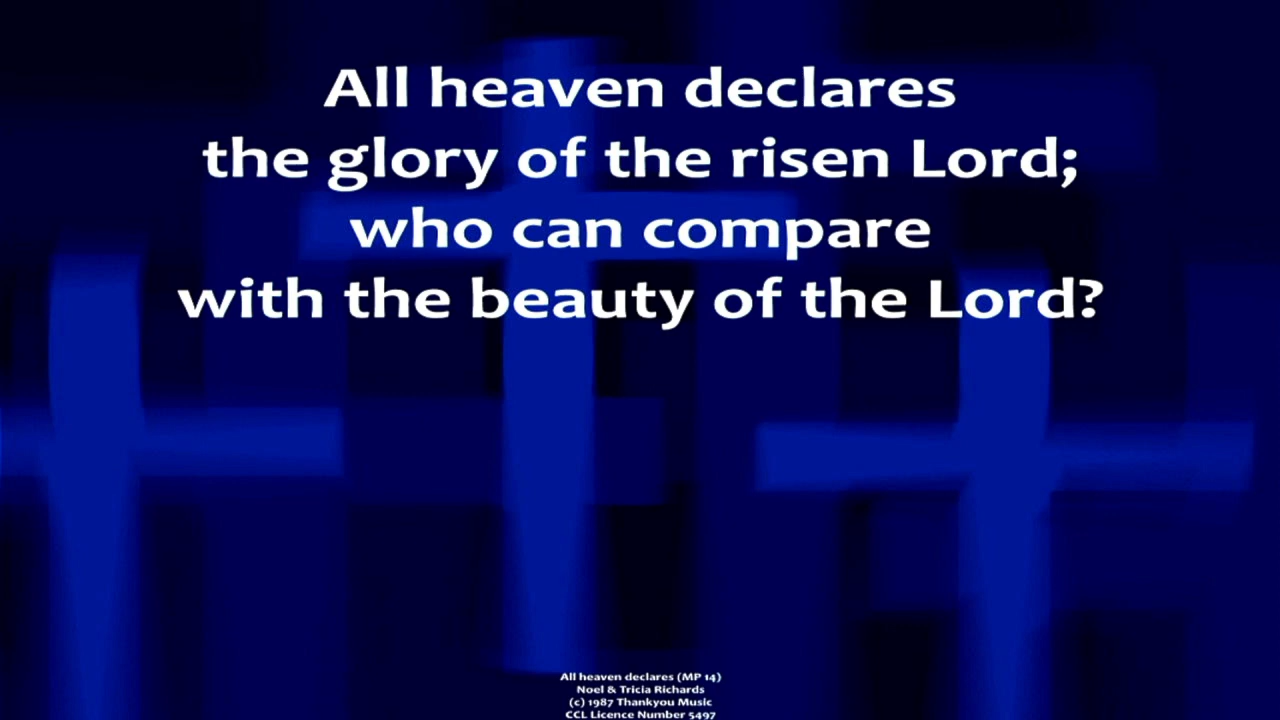 All heaven declares
the glory of the risen Lord;
who can compare
with the beauty of the Lord?
All heaven declares (MP 14)
Noel & Tricia Richards
(c) 1987 Thankyou Music
CCL Licence Number 5497